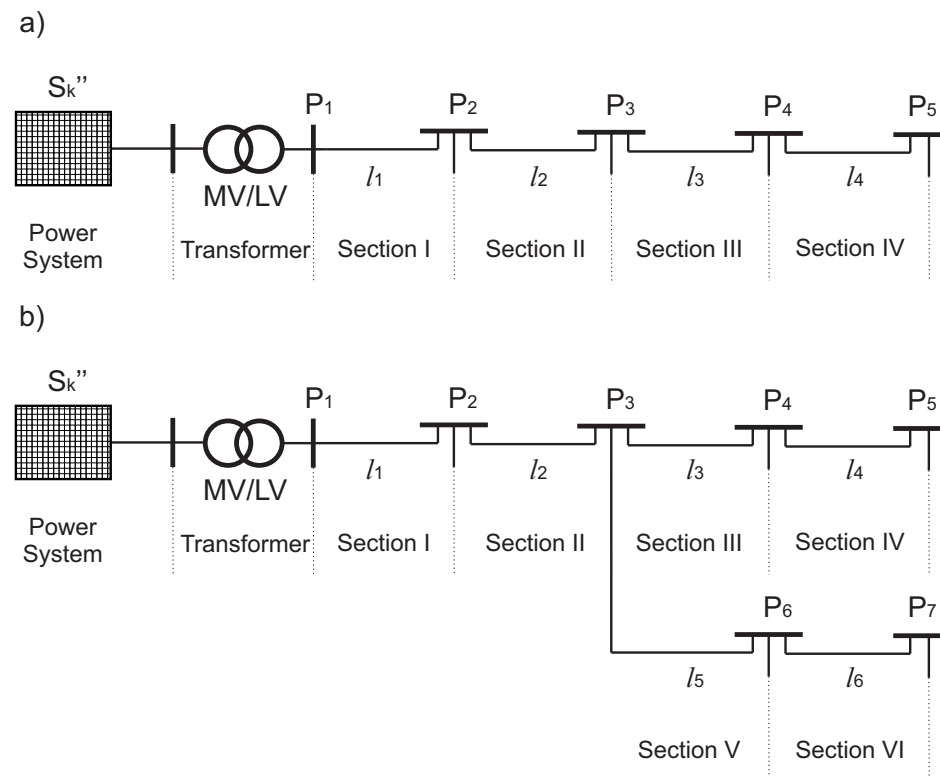 a)
Sk''
P1 P2 P3 P4 P5
MV/LV
l1 l2 l3 l4
Power System
Transformer
Section I
Section II
Section III
Section IV
b)
Sk''
P1 P2 P3 P4 P5
MV/LV
l1 l2 l3 l4
Power System
Transformer
Section I
Section II
Section III
Section IV
P6 P7
l5 l6
Section V
Section VI